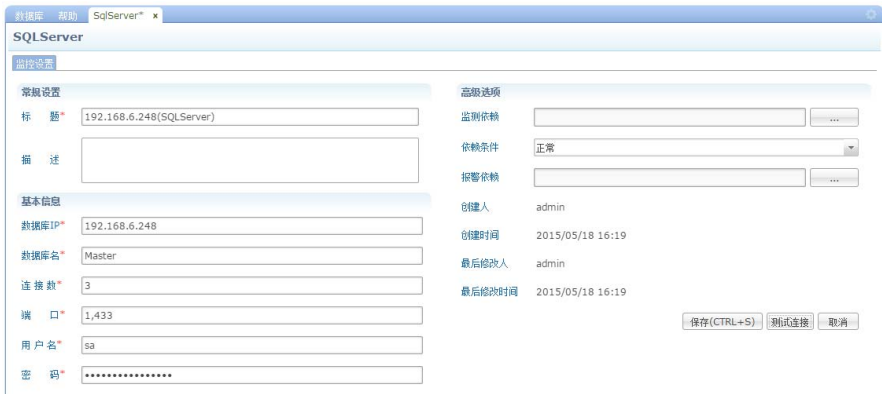 数据库 帮助 SqlServer* x
SQLServer
监控设置
常规设置
标 题* 192.168.6.248(SQLServer)
描 述
基本信息
数据库IP* 192.168.6.248
数据库名* Master
连接数* 3
端 口* 1,433
用户名* sa
密 码* ••••••••••••••••
高级选项
监测依赖 ...
依赖条件 正常
报警依赖 ...
创建人 admin
创建时间 2015/05/18 16:19
最后修改人 admin
最后修改时间 2015/05/18 16:19
保存(CTRL+S) 测试连接 取消